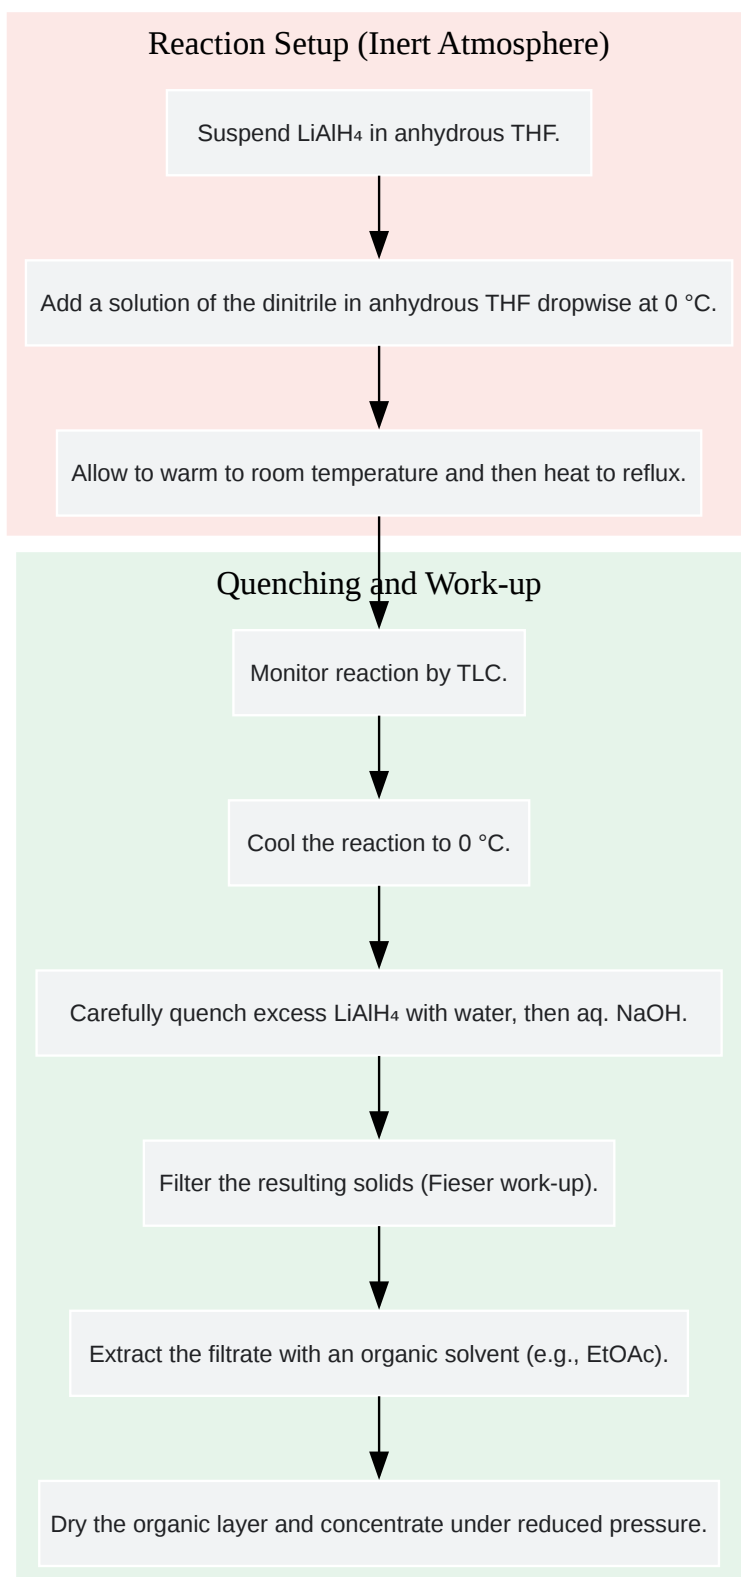 Reaction Setup (Inert Atmosphere)
Suspend LiAlH₄ in anhydrous THF.
Add a solution of the dinitrile in anhydrous THF dropwise at 0 °C.
Allow to warm to room temperature and then heat to reflux.
Quenching and Work-up
Monitor reaction by TLC.
Cool the reaction to 0 °C.
Carefully quench excess LiAlH₄ with water, then aq. NaOH.
Filter the resulting solids (Fieser work-up).
Extract the filtrate with an organic solvent (e.g., EtOAc).
Dry the organic layer and concentrate under reduced pressure.